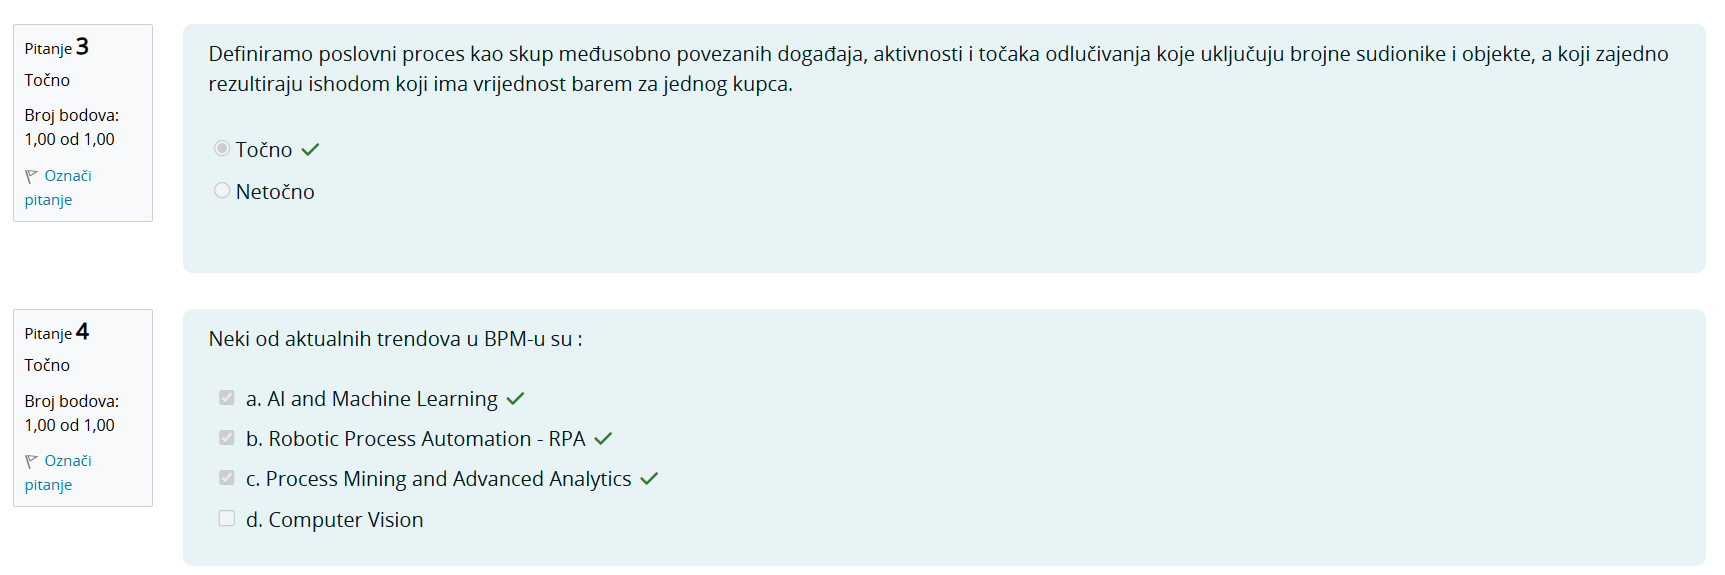 Pitanje 3
Točno
Broj bodova:
1,00 od 1,00
Označi
pitanje
Definiramo poslovni proces kao skup međusobno povezanih događaja, aktivnosti i točaka odlučivanja koje uključuju brojne sudionike i objekte, a koji zajedno
rezultiraju ishodom koji ima vrijednost barem za jednog kupca.
Točno
Netočno
Pitanje 4
Točno
Broj bodova:
1,00 od 1,00
Označi
pitanje
Neki od aktualnih trendova u BPM-u su :
a. AI and Machine Learning
b. Robotic Process Automation - RPA
c. Process Mining and Advanced Analytics
d. Computer Vision